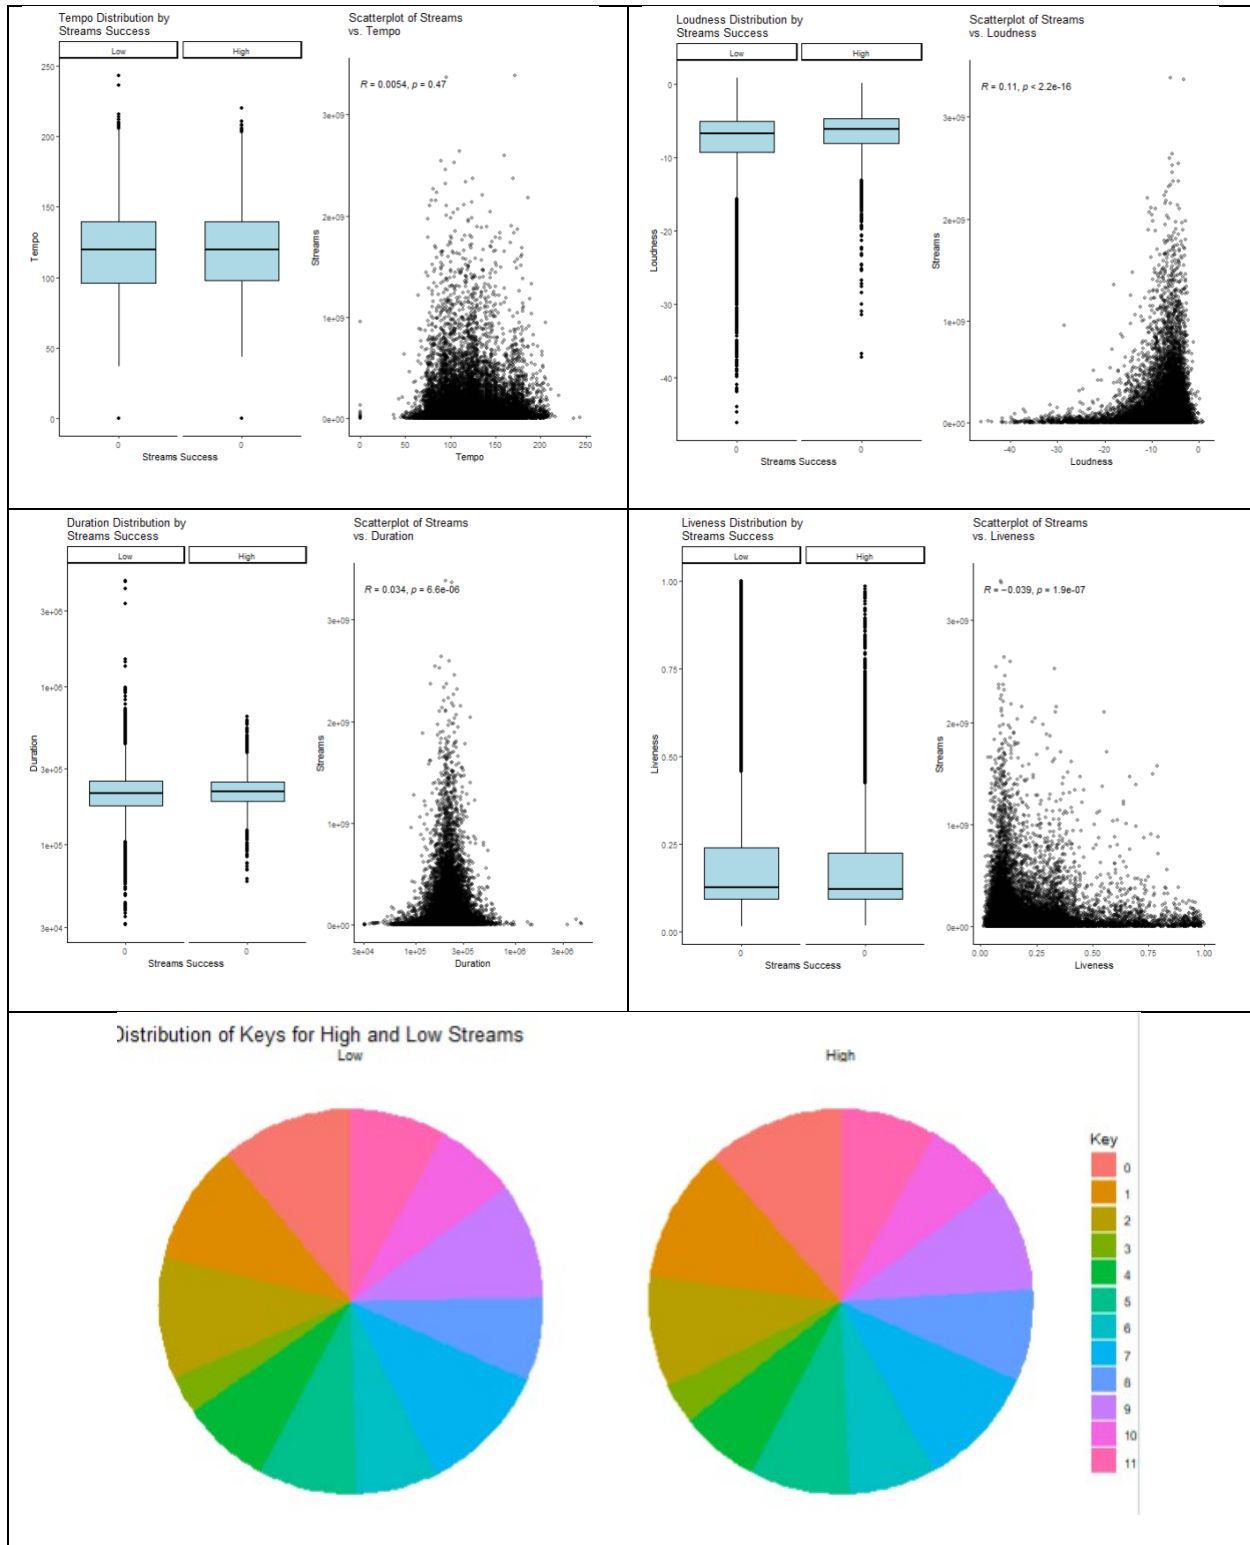 Tempo Distribution by
Streams Success
Low
High
250
200
150
100
50
0
Tempo
0
0
Streams Success
Scatterplot of Streams
vs. Tempo
R = 0.0054, p = 0.47
3e+09
2e+09
1e+09
0e+00
Streams
0
50
100
150
200
250
Tempo
Loudness Distribution by
Streams Success
Low
High
0
-10
-20
-30
-40
Loudness
0
0
Streams Success
Scatterplot of Streams
vs. Loudness
R = 0.11, p < 2.2e-16
3e+09
2e+09
1e+09
0e+00
Streams
-40
-30
-20
-10
0
Loudness
Duration Distribution by
Streams Success
Low
High
3e+06
1e+06
3e+05
1e+05
3e+04
Duration
0
0
Streams Success
Scatterplot of Streams
vs. Duration
R = 0.034, p = 6.6e-06
3e+09
2e+09
1e+09
0e+00
Streams
3e+04
1e+05
3e+05
1e+06
3e+06
Duration
Liveness Distribution by
Streams Success
Low
High
1.00
0.75
0.50
0.25
0.00
Liveness
0
0
Streams Success
Scatterplot of Streams
vs. Liveness
R = −0.039, p = 1.9e-07
3e+09
2e+09
1e+09
0e+00
Streams
0.00
0.25
0.50
0.75
1.00
Liveness
Distribution of Keys for High and Low Streams
Low
High
Key
0
1
2
3
4
5
6
7
8
9
10
11